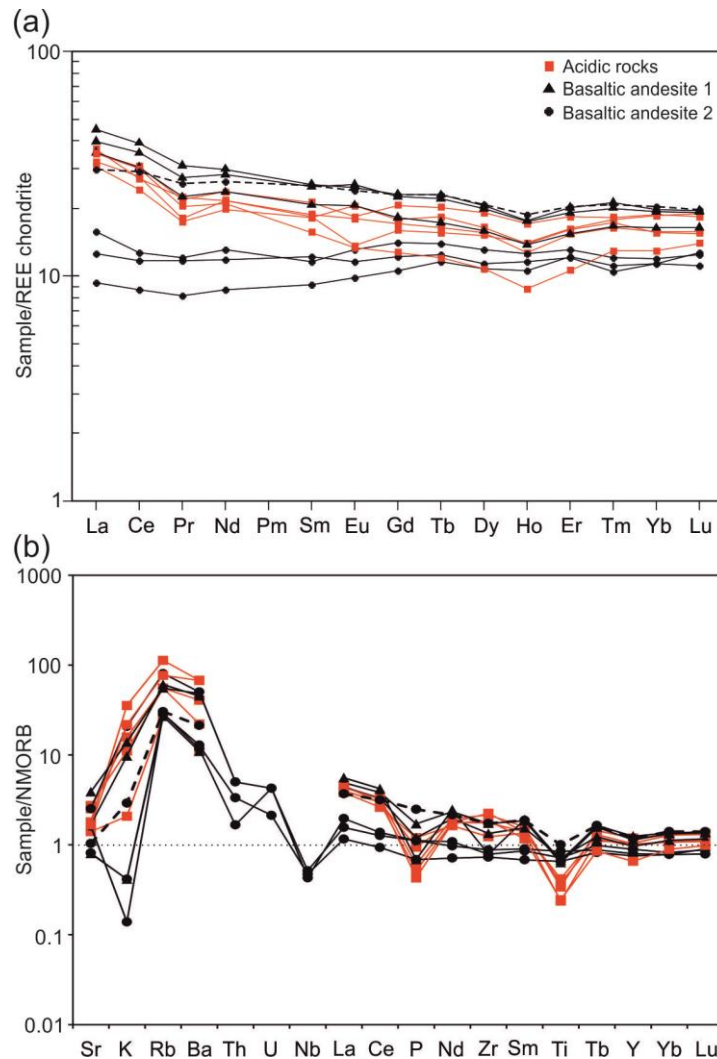 (a)
100
Acidic rocks
Basaltic andesite 1
Basaltic andesite 2
Sample/REE chondrite
10
1
La Ce Pr Nd Pm Sm Eu Gd Tb Dy Ho Er Tm Yb Lu
(b)
1000
100
10
Sample/NMORB
1
0.1
0.01
Sr K Rb Ba Th U Nb La Ce P Nd Zr Sm Ti Tb Y Yb Lu